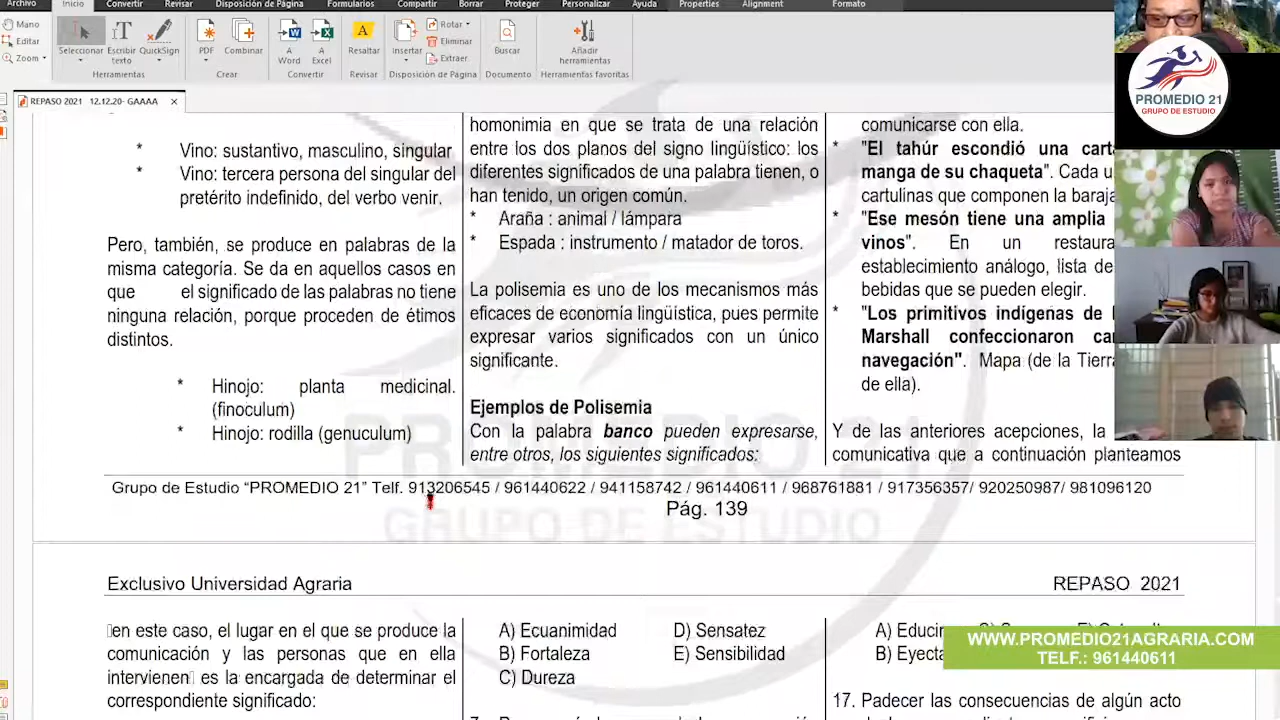 Archivo Inicio Convertir Revisar Disposición de Página Formularios Compartir Borrar Proteger Personalizar Ayuda Properties Alignment Formato
Mano
Editar
Zoom
Seleccionar
Escribir texto
QuickSign
Herramientas
PDF
Combinar
Crear
A Word
A Excel
Convertir
Resaltar
Revisar
Insertar
Rotar
Eliminar
Extraer
Disposición de Página
Buscar
Documento
Añadir herramientas
Herramientas favoritas
REPASO 2021 12.12.20- GAAAA
* Vino: sustantivo, masculino, singular
* Vino: tercera persona del singular del
pretérito indefinido, del verbo venir.
Pero, también, se produce en palabras de la
misma categoría. Se da en aquellos casos en
que el significado de las palabras no tiene
ninguna relación, porque proceden de étimos
distintos.
* Hinojo: planta medicinal.
(finoculum)
* Hinojo: rodilla (genuculum)
homonimia en que se trata de una relación
entre los dos planos del signo lingüístico: los
diferentes significados de una palabra tienen, o
han tenido, un origen común.
* Araña : animal / lámpara
* Espada : instrumento / matador de toros.
La polisemia es uno de los mecanismos más
eficaces de economía lingüística, pues permite
expresar varios significados con un único
significante.
Ejemplos de Polisemia
Con la palabra banco pueden expresarse,
entre otros, los siguientes significados:
comunicarse con ella.
* "El tahúr escondió una cart
manga de su chaqueta". Cada u
cartulinas que componen la baraja
* "Ese mesón tiene una amplia
vinos". En un restaura
establecimiento análogo, lista de
bebidas que se pueden elegir.
* "Los primitivos indígenas de
Marshall confeccionaron car
navegación". Mapa (de la Tierra
de ella).
Y de las anteriores acepciones, la
comunicativa que a continuación planteamos
Grupo de Estudio “PROMEDIO 21” Telf. 913206545 / 961440622 / 941158742 / 961440611 / 968761881 / 917356357/ 920250987/ 981096120
Pág. 139
PROMEDIO 21
GRUPO DE ESTUDIO
Exclusivo Universidad Agraria REPASO 2021
en este caso, el lugar en el que se produce la
comunicación y las personas que en ella
intervienen es la encargada de determinar el
correspondiente significado:
A) Ecuanimidad D) Sensatez
B) Fortaleza E) Sensibilidad
C) Dureza
A) Educir
B) Eyecta
17. Padecer las consecuencias de algún acto
PROMEDIO 21
GRUPO DE ESTUDIO
WWW.PROMEDIO21AGRARIA.COM
TELF.: 961440611